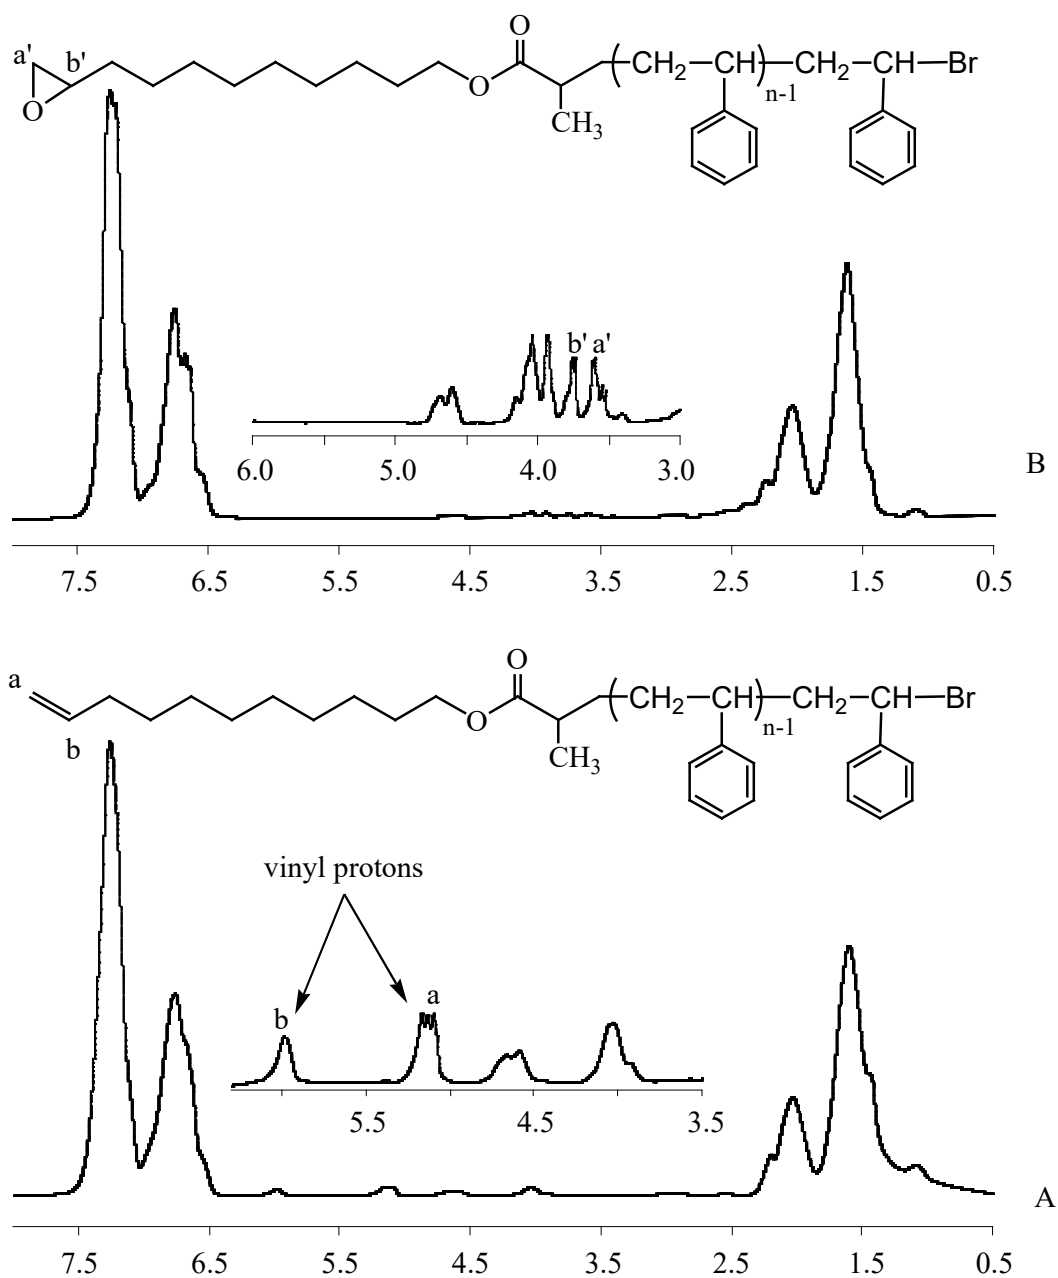 O
a' b' CH₂ CH CH₂ CH Br
O O n-1
CH₃
b' a'
6.0 5.0 4.0 3.0
B
7.5 6.5 5.5 4.5 3.5 2.5 1.5 0.5
O
a CH₂ CH CH₂ CH Br
O n-1
b CH₃
vinyl protons
b a
5.5 4.5 3.5
A
7.5 6.5 5.5 4.5 3.5 2.5 1.5 0.5